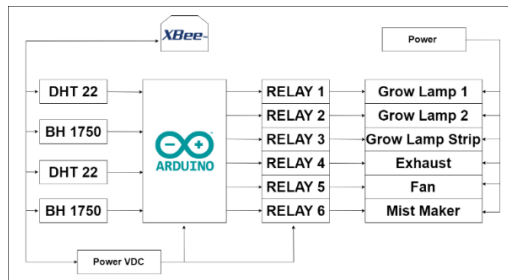 XBee
Power
DHT 22
RELAY 1
Grow Lamp 1
RELAY 2
Grow Lamp 2
BH 1750
RELAY 3
Grow Lamp Strip
ARDUINO
DHT 22
RELAY 4
Exhaust
RELAY 5
Fan
BH 1750
RELAY 6
Mist Maker
Power VDC